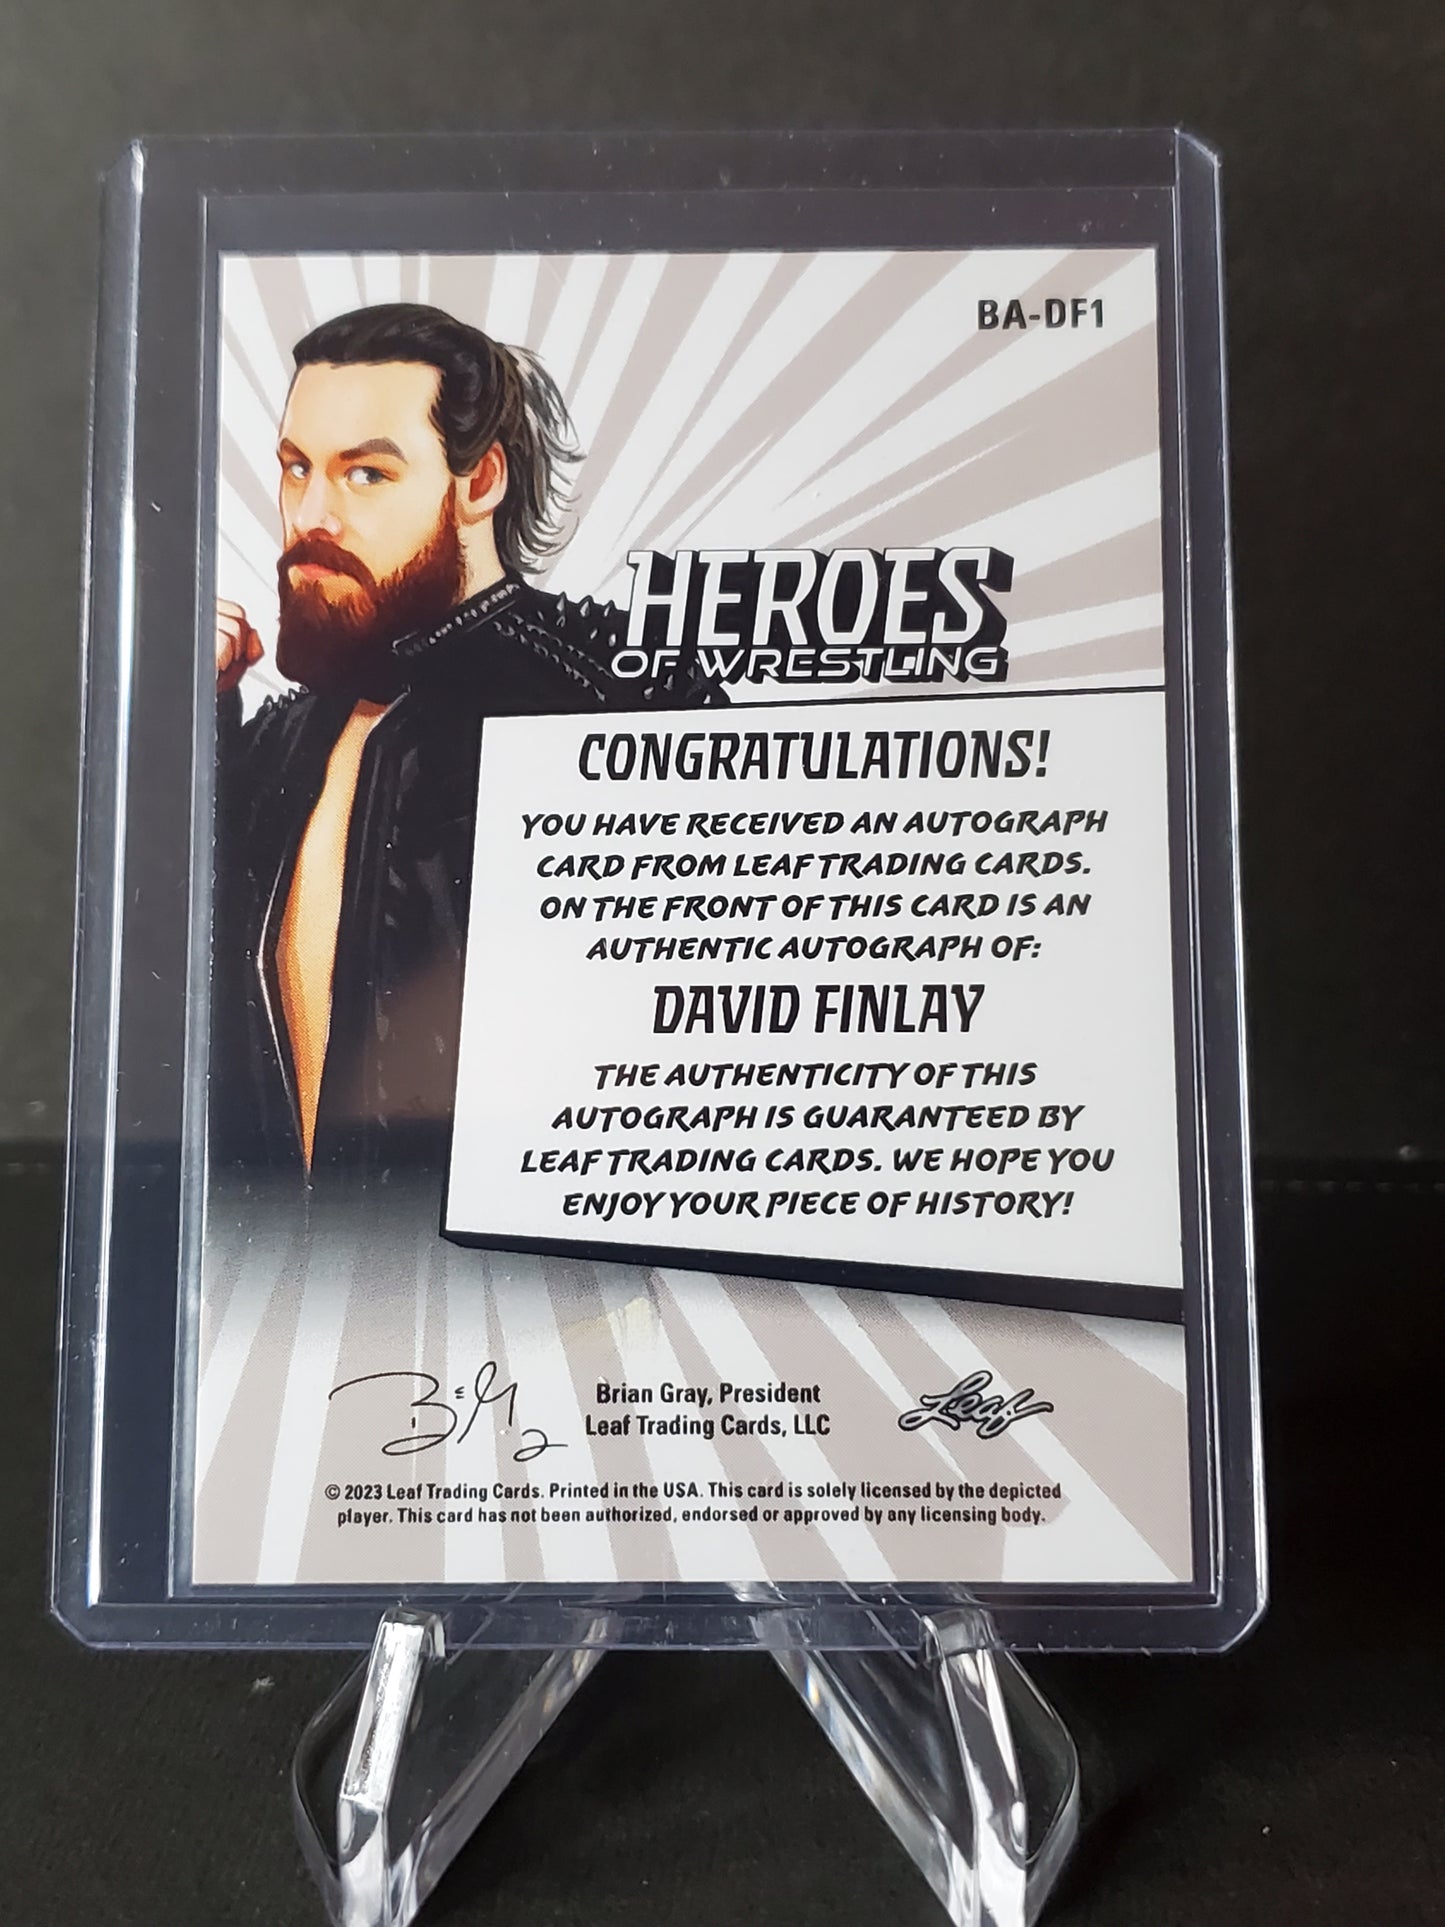 BA-DF1
HEROES
OF WRESTLING
CONGRATULATIONS!
YOU HAVE RECEIVED AN AUTOGRAPH
CARD FROM LEAF TRADING CARDS.
ON THE FRONT OF THIS CARD IS AN
AUTHENTIC AUTOGRAPH OF:
DAVID FINLAY
THE AUTHENTICITY OF THIS
AUTOGRAPH IS GUARANTEED BY
LEAF TRADING CARDS. WE HOPE YOU
ENJOY YOUR PIECE OF HISTORY!
Brian Gray, President
Leaf Trading Cards, LLC
Leaf
© 2023 Leaf Trading Cards. Printed in the USA. This card is solely licensed by the depicted
player. This card has not been authorized, endorsed or approved by any licensing body.